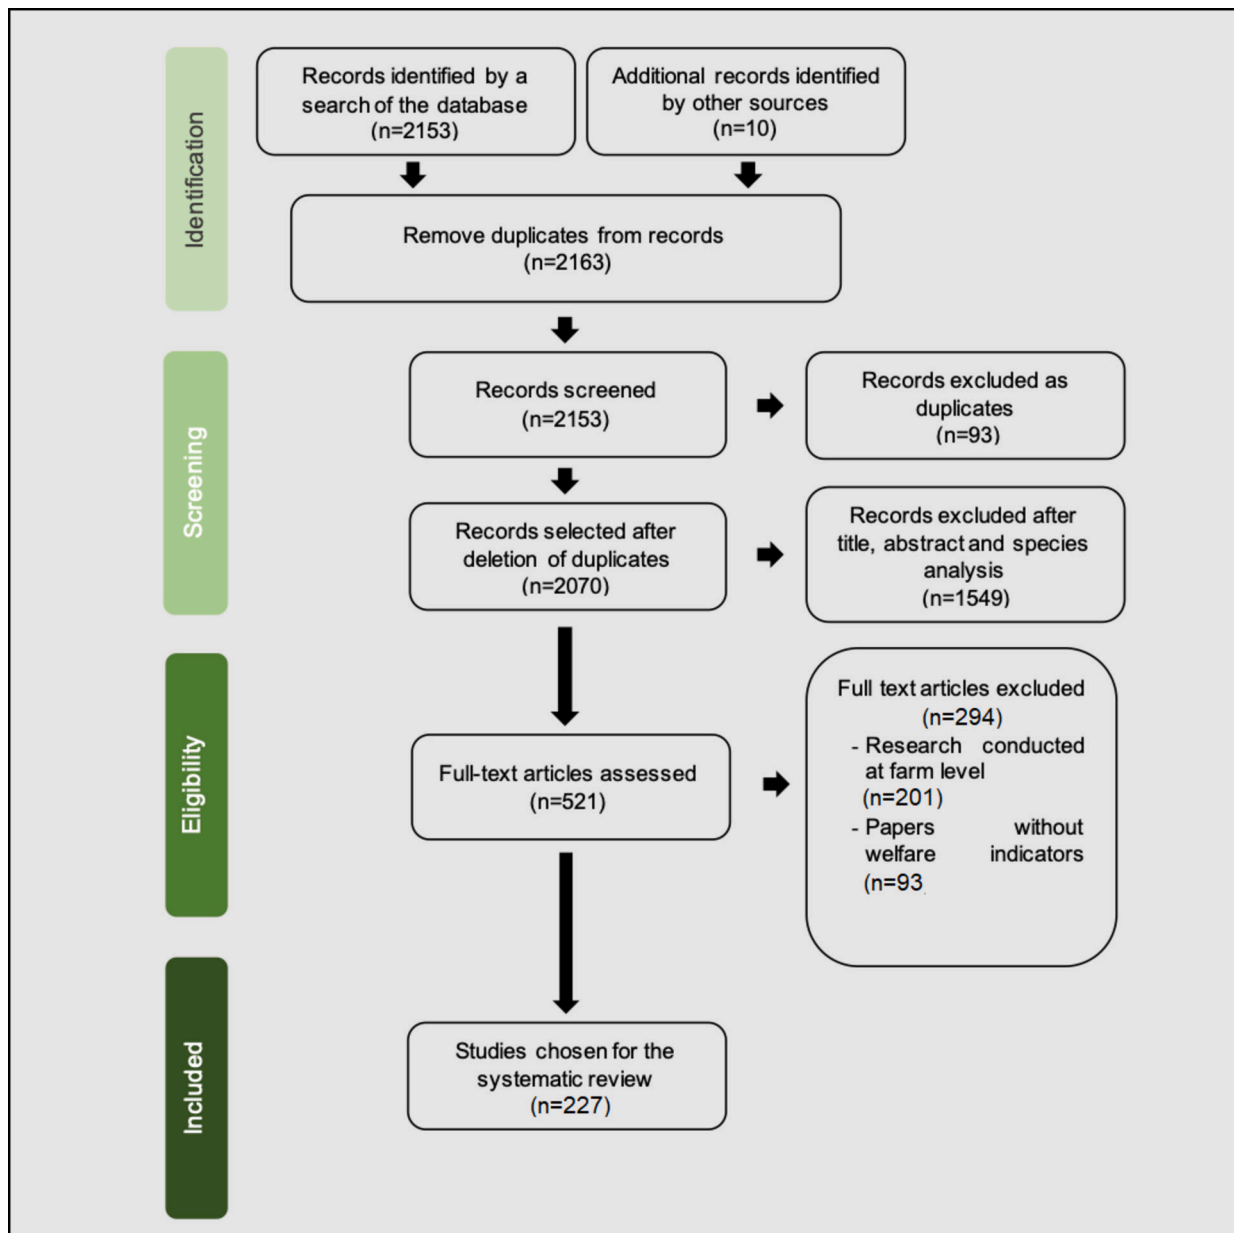 Identification
Records identified by a
search of the database
(n=2153)
Additional records identified
by other sources
(n=10)
Remove duplicates from records
(n=2163)
Screening
Records screened
(n=2153)
Records excluded as
duplicates
(n=93)
Records selected after
deletion of duplicates
(n=2070)
Records excluded after
title, abstract and species
analysis
(n=1549)
Eligibility
Full-text articles assessed
(n=521)
Full text articles excluded
(n=294)
- Research conducted
at farm level
(n=201)
- Papers without
welfare indicators
(n=93
Included
Studies chosen for the
systematic review
(n=227)